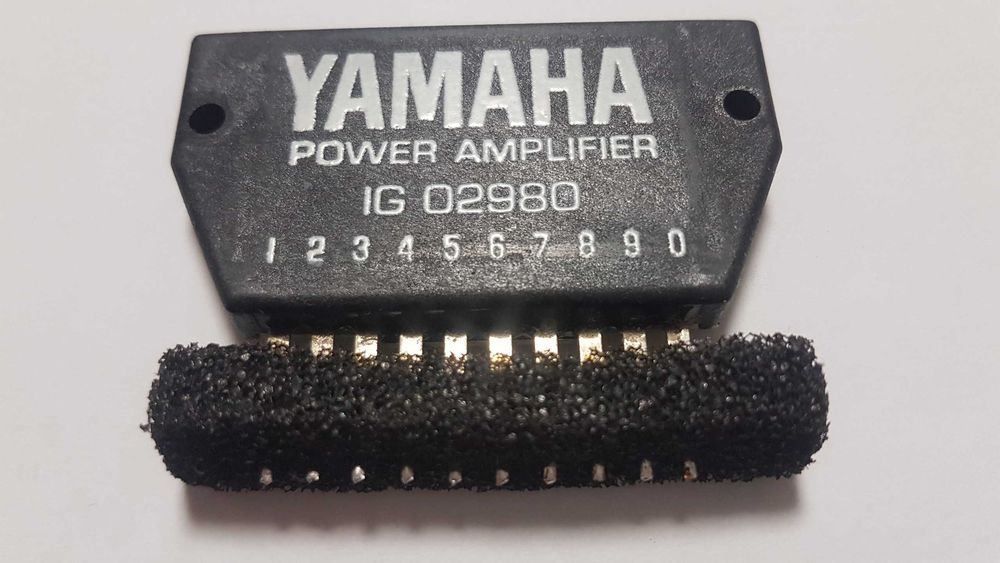 YAMAHA
POWER AMPLIFIER
IG 02980
1 2 3 4 5 6 7 8 9 0